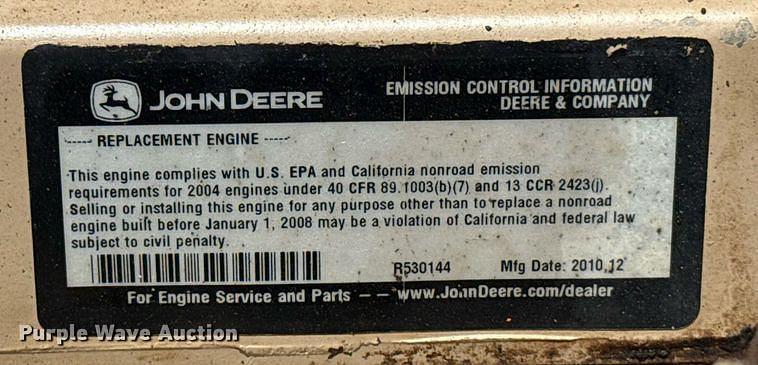 JOHN DEERE
EMISSION CONTROL INFORMATION
DEERE & COMPANY
----- REPLACEMENT ENGINE -----
This engine complies with U.S. EPA and California nonroad emission
requirements for 2004 engines under 40 CFR 89.1003(b)(7) and 13 CCR 2423(j).
Selling or installing this engine for any purpose other than to replace a nonroad
engine built before January 1, 2008 may be a violation of California and federal law
subject to civil penalty.
R530144 Mfg Date: 2010.12
For Engine Service and Parts – – www.JohnDeere.com/dealer
Purple Wave Auction